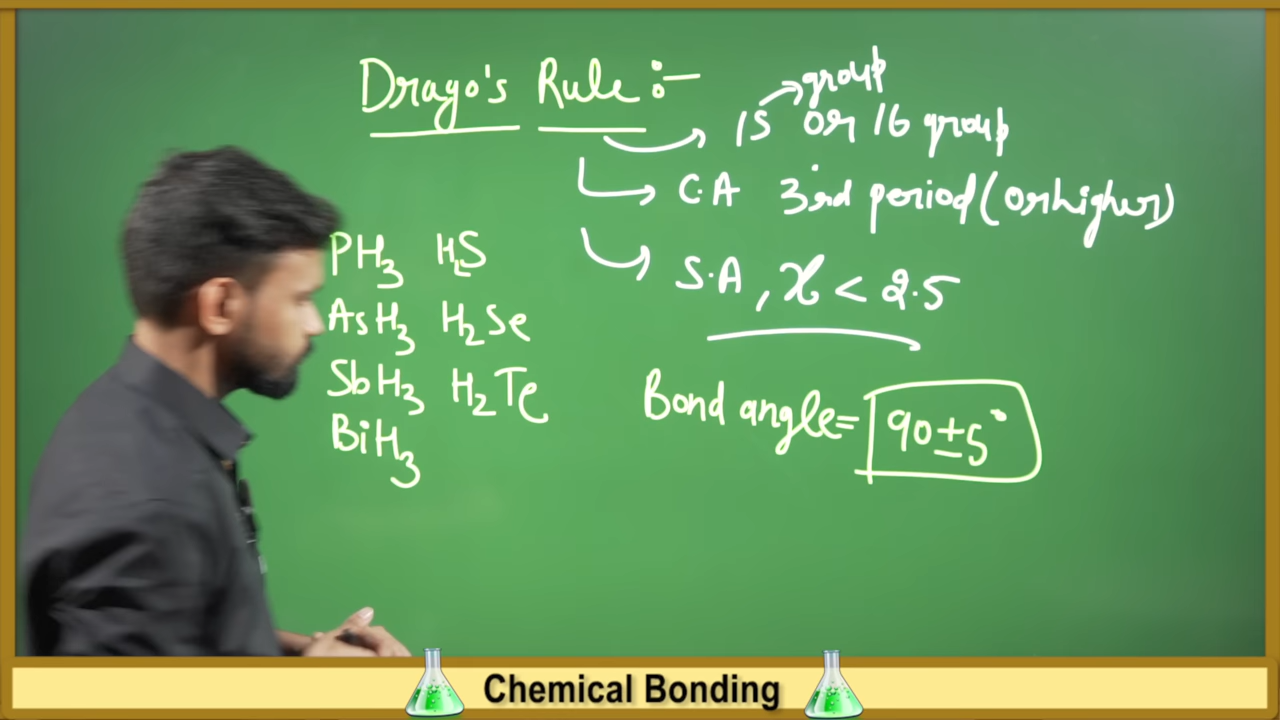 Drago's Rule :-
group
15 or 16 group
C.A 3rd period (or higher)
S.A, χ < 2.5
PH3 H2S
AsH3 H2Se
SbH3 H2Te
BiH3
Bond angle = 90±5°
Chemical Bonding